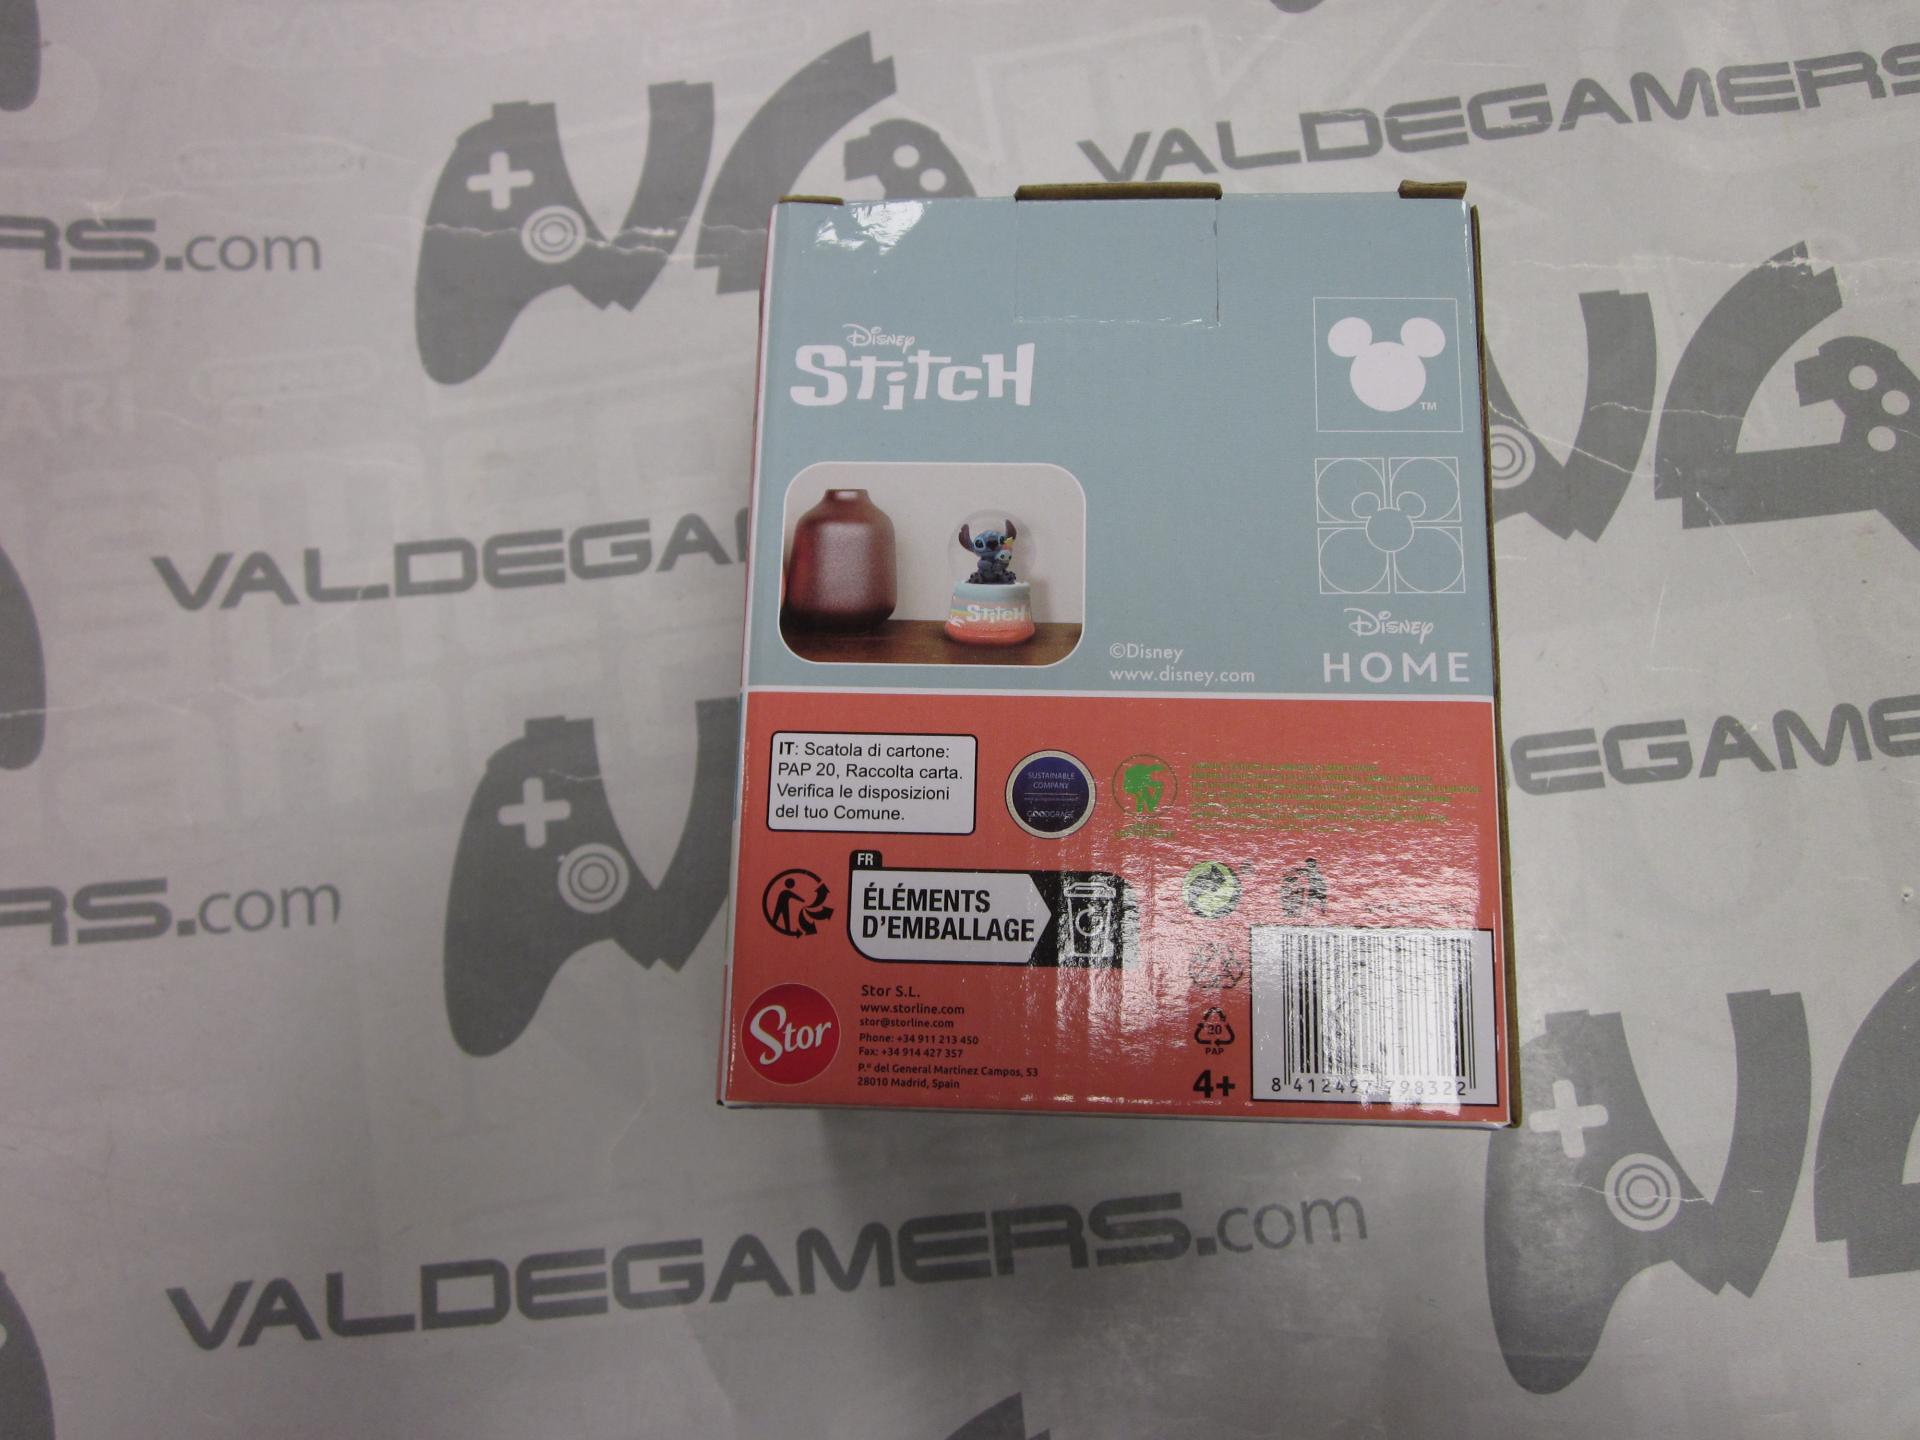 VALDEGAMERS
RS.com
Disney
Stitch
TM
VALDEGA
Stitch
©Disney
www.disney.com
Disney
HOME
EGAME
IT: Scatola di cartone:
PAP 20, Raccolta carta.
Verifica le disposizioni
del tuo Comune.
SUSTAINABLE
COMPANY
FR
ÉLÉMENTS
D'EMBALLAGE
RS.com
Stor
Stor S.L.
www.storline.com
stor@storline.com
Phone: +34 911 213 450
Fax: +34 914 427 357
P.º del General Martínez Campos, 53
28010 Madrid, Spain
20
PAP
4+
8 412497 798322
VALDEGAMERS.com